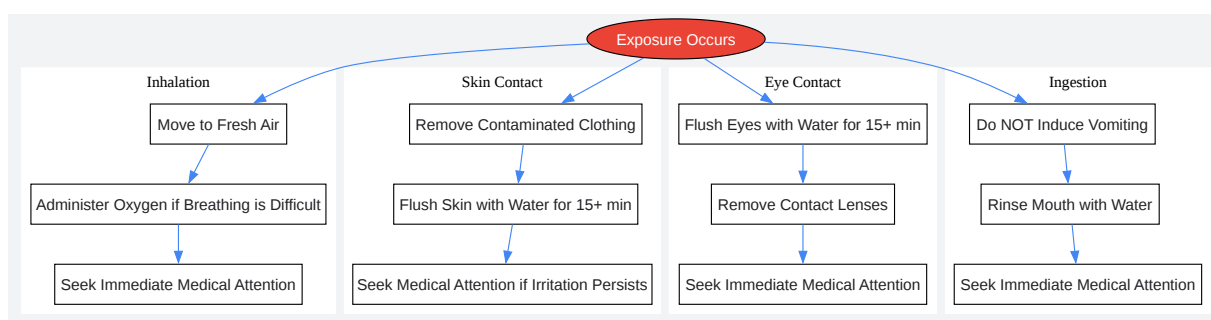 Exposure Occurs
Inhalation
Skin Contact
Eye Contact
Ingestion
Move to Fresh Air
Remove Contaminated Clothing
Flush Eyes with Water for 15+ min
Do NOT Induce Vomiting
Administer Oxygen if Breathing is Difficult
Flush Skin with Water for 15+ min
Remove Contact Lenses
Rinse Mouth with Water
Seek Immediate Medical Attention
Seek Medical Attention if Irritation Persists
Seek Immediate Medical Attention
Seek Immediate Medical Attention